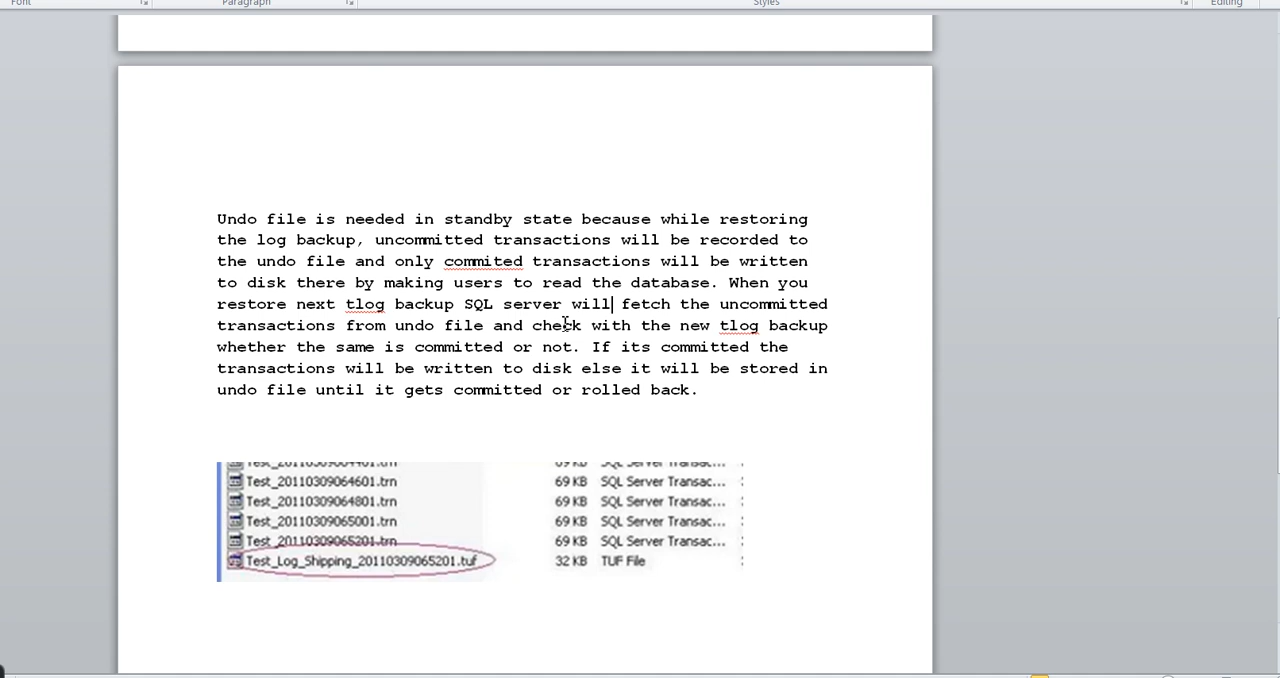 Font Paragraph Styles Editing
Undo file is needed in standby state because while restoring
the log backup, uncommitted transactions will be recorded to
the undo file and only commited transactions will be written
to disk there by making users to read the database. When you
restore next tlog backup SQL server will fetch the uncommitted
transactions from undo file and check with the new tlog backup
whether the same is committed or not. If its committed the
transactions will be written to disk else it will be stored in
undo file until it gets committed or rolled back.
69 KB SQL Server Transac...
Test_20110309064601.trn 69 KB SQL Server Transac...
Test_20110309064801.trn 69 KB SQL Server Transac...
Test_20110309065001.trn 69 KB SQL Server Transac...
Test_20110309065201.trn 69 KB SQL Server Transac...
Test_Log_Shipping_20110309065201.tuf 32 KB TUF File